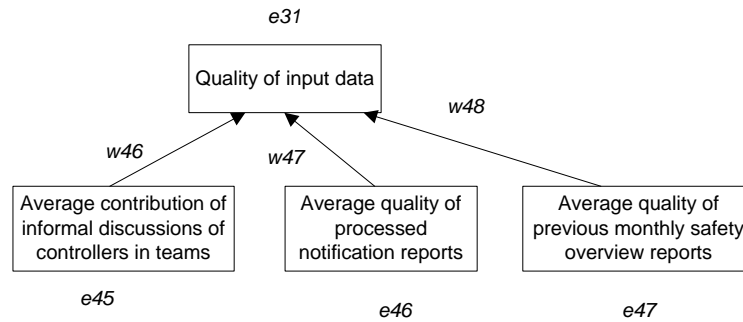 e31
Quality of input data
w48
w46
w47
Average contribution of
informal discussions of
controllers in teams
Average quality of
processed
notification reports
Average quality of
previous monthly safety
overview reports
e45
e46
e47